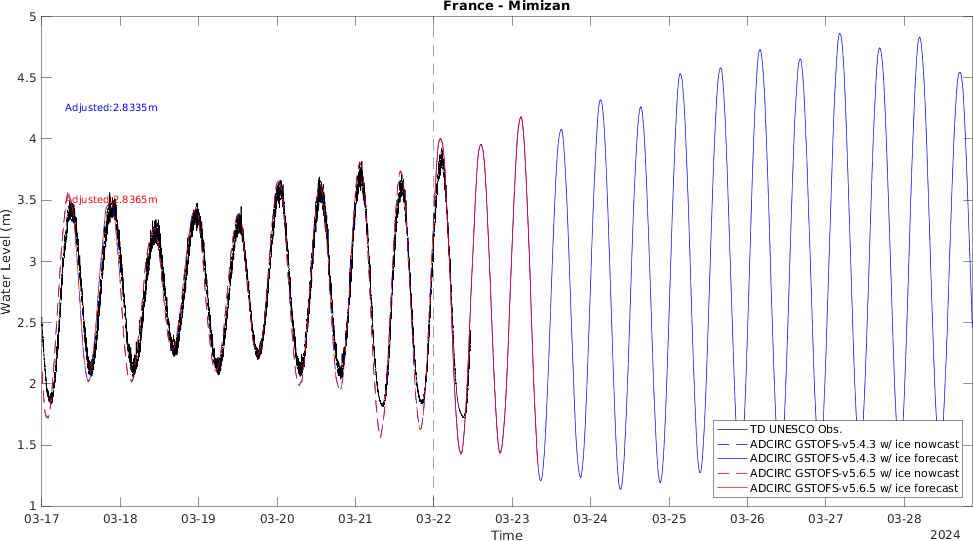 France - Mimizan
Water Level (m)
5
4.5
4
3.5
3
2.5
2
1.5
1
Adjusted:2.8335m
Adjusted:2.8365m
TD UNESCO Obs.
ADCIRC GSTOFS-v5.4.3 w/ ice nowcast
ADCIRC GSTOFS-v5.4.3 w/ ice forecast
ADCIRC GSTOFS-v5.6.5 w/ ice nowcast
ADCIRC GSTOFS-v5.6.5 w/ ice forecast
03-17 03-18 03-19 03-20 03-21 03-22 03-23 03-24 03-25 03-26 03-27 03-28
Time
2024